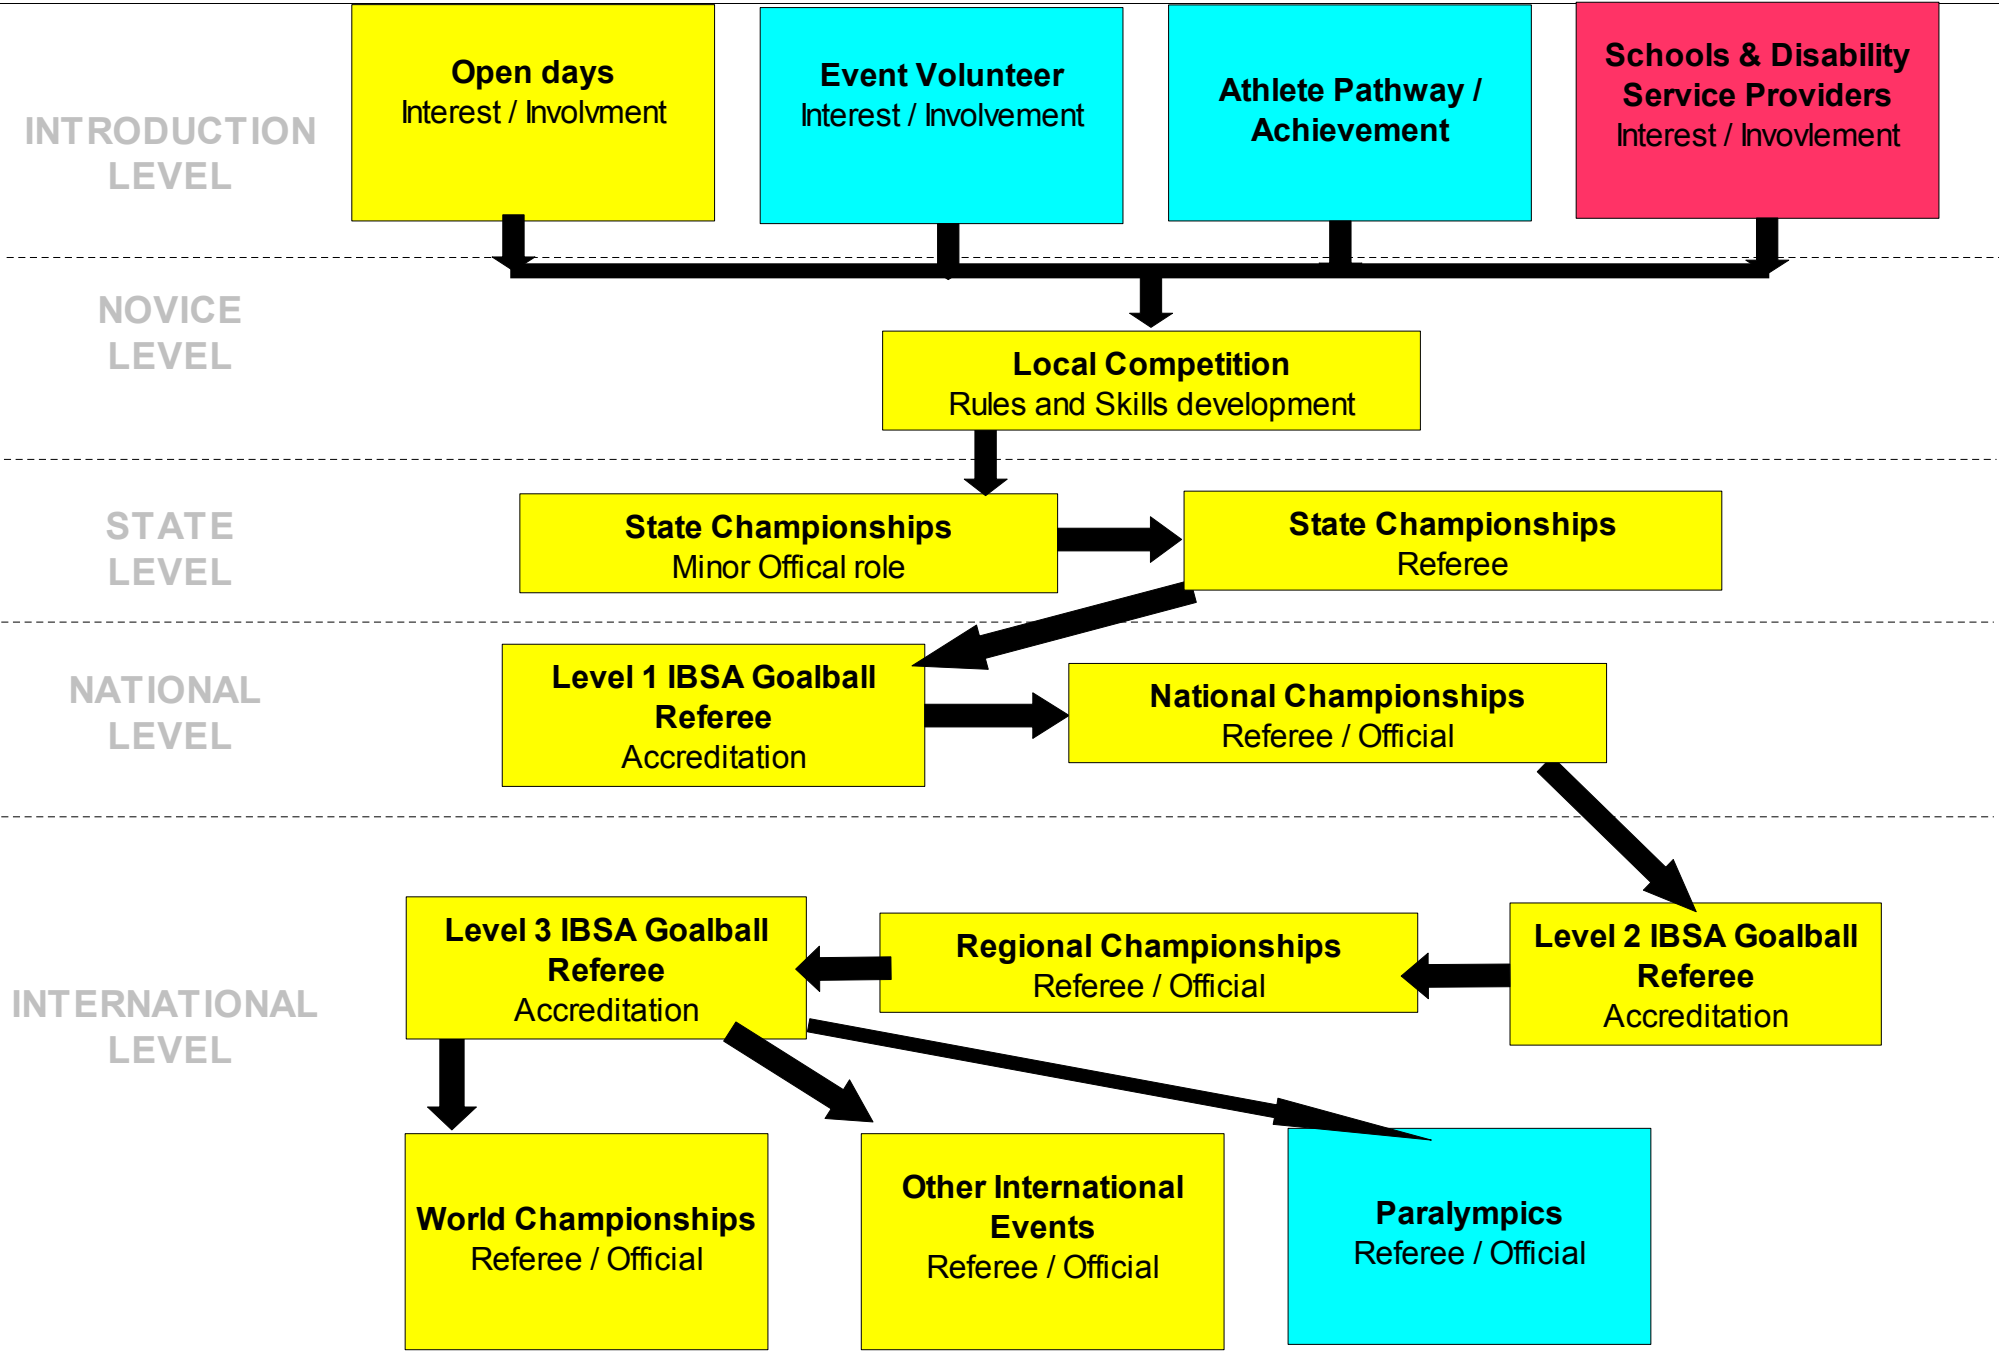 INTRODUCTION
LEVEL
Open days
Interest / Involvment
Event Volunteer
Interest / Involvement
Athlete Pathway /
Achievement
Schools & Disability
Service Providers
Interest / Invovlement
NOVICE
LEVEL
Local Competition
Rules and Skills development
STATE
LEVEL
State Championships
Minor Offical role
State Championships
Referee
NATIONAL
LEVEL
Level 1 IBSA Goalball
Referee
Accreditation
National Championships
Referee / Official
INTERNATIONAL
LEVEL
Level 3 IBSA Goalball
Referee
Accreditation
Regional Championships
Referee / Official
Level 2 IBSA Goalball
Referee
Accreditation
World Championships
Referee / Official
Other International
Events
Referee / Official
Paralympics
Referee / Official